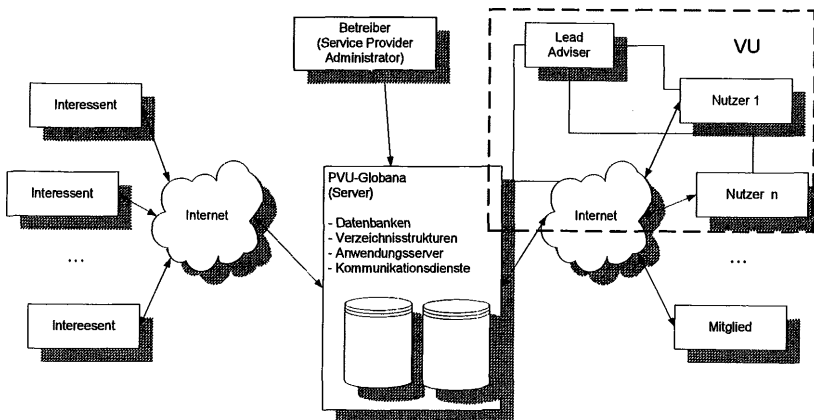 Betreiber
(Service Provider
Administrator)
Lead
Adviser
VU
Interessent
Nutzer 1
Interessent
Internet
PVU-Globana
(Server)
- Datenbanken
- Verzeichnisstrukturen
- Anwendungsserver
- Kommunikationsdienste
Internet
Nutzer n
...
...
Intereesent
Mitglied